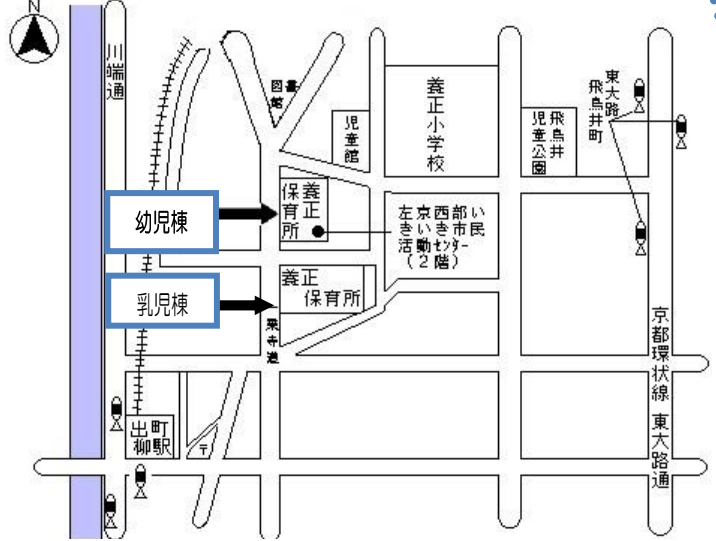 N
川端通
図書館
児童館
養正小学校
飛鳥井
児童公園
東大路
飛鳥井町
幼児棟
養正
保育所
左京西部い
きいき市民
活動センター
(2階)
乳児棟
養正
保育所
葉寺道
京都環状線 東大路通
出町
柳駅
〒